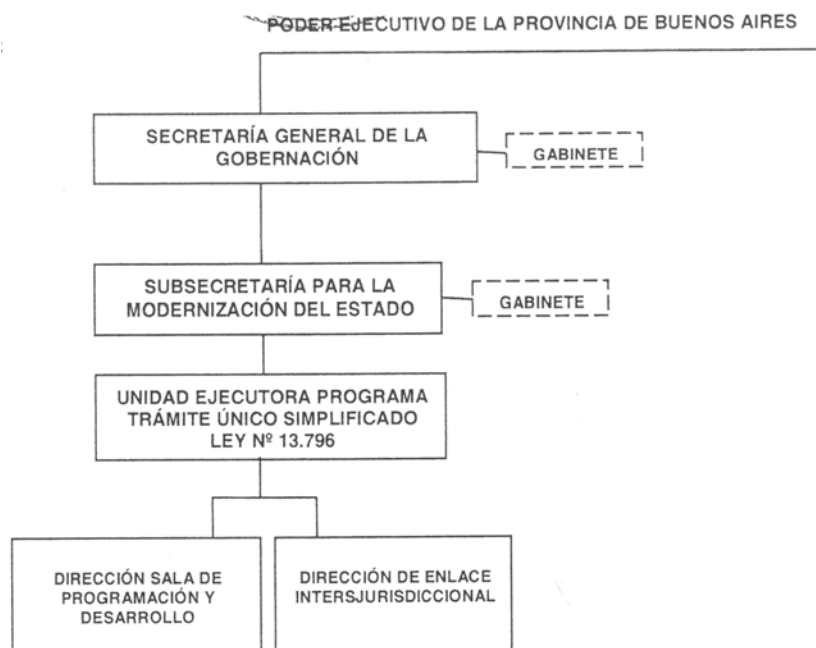 PODER EJECUTIVO DE LA PROVINCIA DE BUENOS AIRES
SECRETARÍA GENERAL DE LA
GOBERNACIÓN
GABINETE
SUBSECRETARÍA PARA LA
MODERNIZACIÓN DEL ESTADO
GABINETE
UNIDAD EJECUTORA PROGRAMA
TRÁMITE ÚNICO SIMPLIFICADO
LEY Nº 13.796
DIRECCIÓN SALA DE
PROGRAMACIÓN Y
DESARROLLO
DIRECCIÓN DE ENLACE
INTERSJURISDICCIONAL